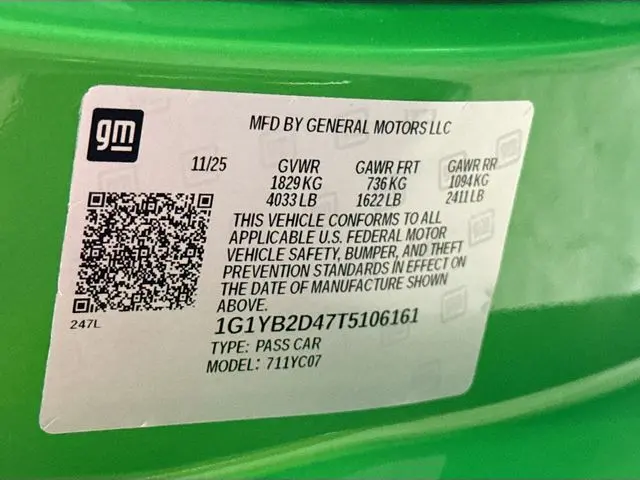 gm
MFD BY GENERAL MOTORS LLC
11/25 GVWR GAWR FRT GAWR RR
1829 KG 736 KG 1094 KG
4033 LB 1622 LB 2411 LB
THIS VEHICLE CONFORMS TO ALL
APPLICABLE U.S. FEDERAL MOTOR
VEHICLE SAFETY, BUMPER, AND THEFT
PREVENTION STANDARDS IN EFFECT ON
THE DATE OF MANUFACTURE SHOWN
ABOVE.
247L
1G1YB2D47T5106161
TYPE: PASS CAR
MODEL: 711YC07